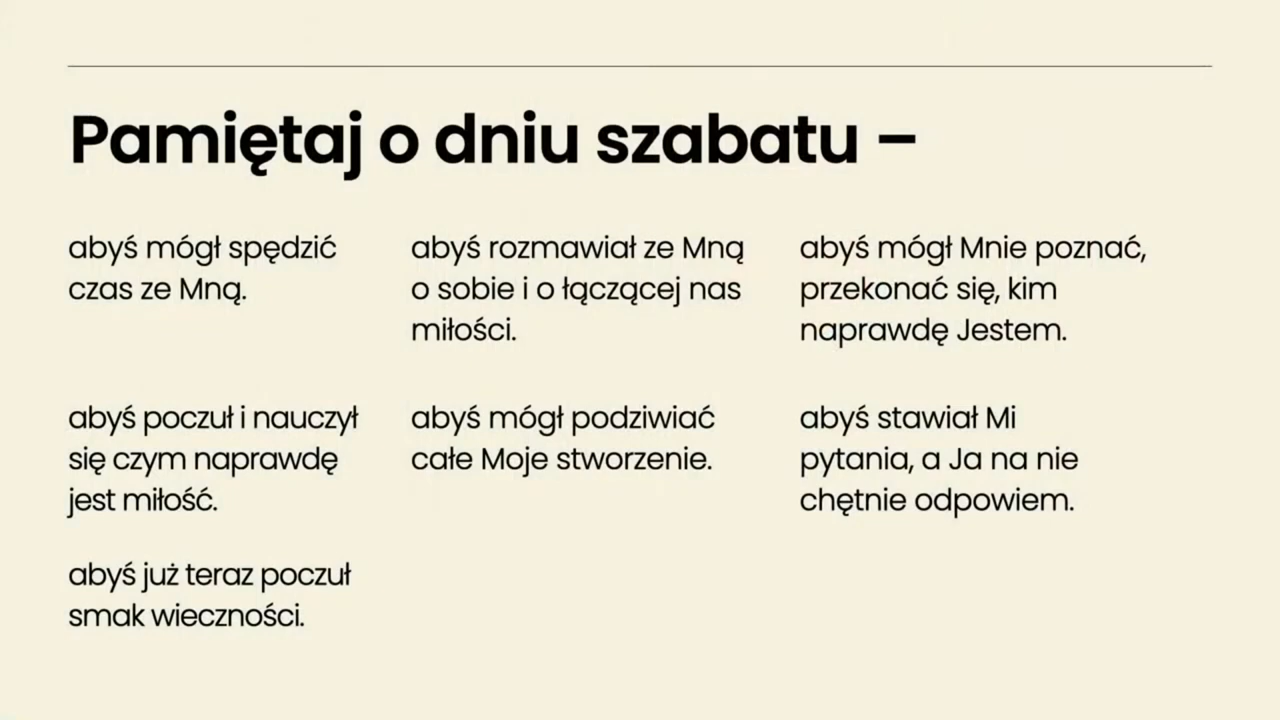 Pamiętaj o dniu szabatu –
abyś mógł spędzić
czas ze Mną.
abyś rozmawiał ze Mną
o sobie i o łączącej nas
miłości.
abyś mógł Mnie poznać,
przekonać się, kim
naprawdę Jestem.
abyś poczuł i nauczył
się czym naprawdę
jest miłość.
abyś mógł podziwiać
całe Moje stworzenie.
abyś stawiał Mi
pytania, a Ja na nie
chętnie odpowiem.
abyś już teraz poczuł
smak wieczności.